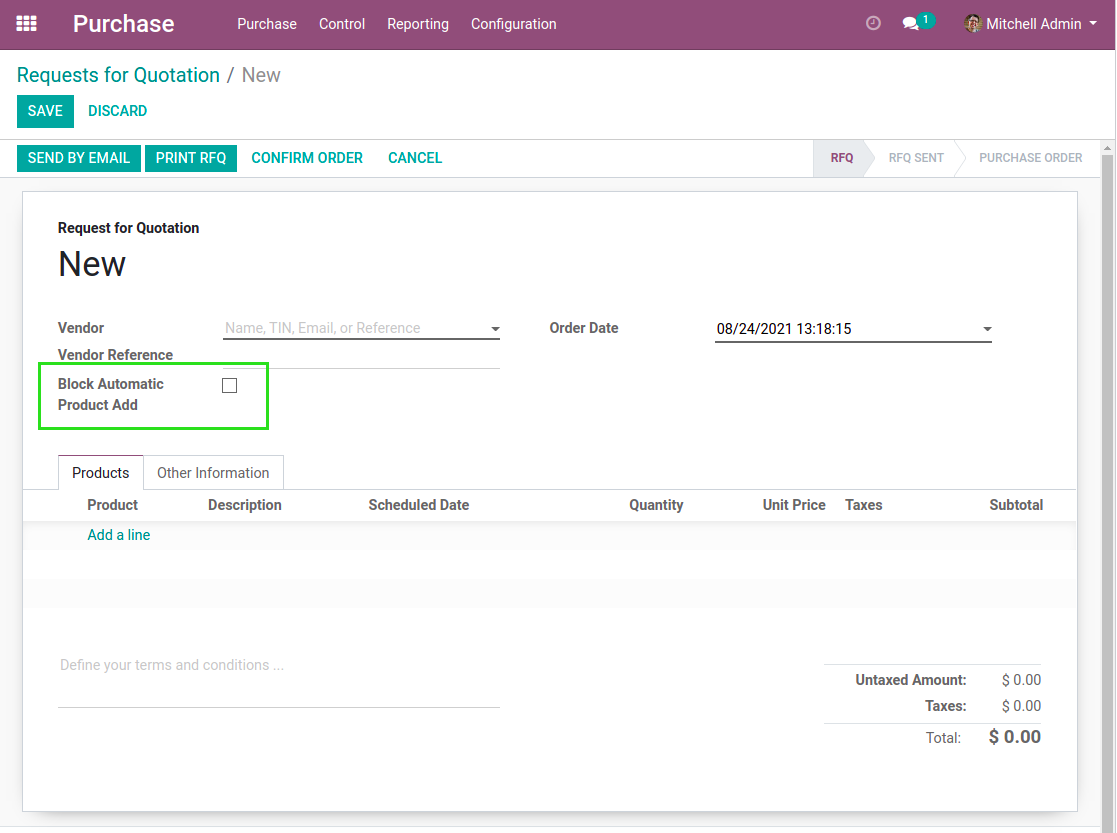 Purchase Purchase Control Reporting Configuration 1 Mitchell Admin
Requests for Quotation / New
SAVE DISCARD
SEND BY EMAIL PRINT RFQ CONFIRM ORDER CANCEL RFQ RFQ SENT PURCHASE ORDER
Request for Quotation
New
Vendor Name, TIN, Email, or Reference Order Date 08/24/2021 13:18:15
Vendor Reference
Block Automatic
Product Add
Products Other Information
Product Description Scheduled Date Quantity Unit Price Taxes Subtotal
Add a line
Define your terms and conditions ...
Untaxed Amount: $ 0.00
Taxes: $ 0.00
Total: $ 0.00